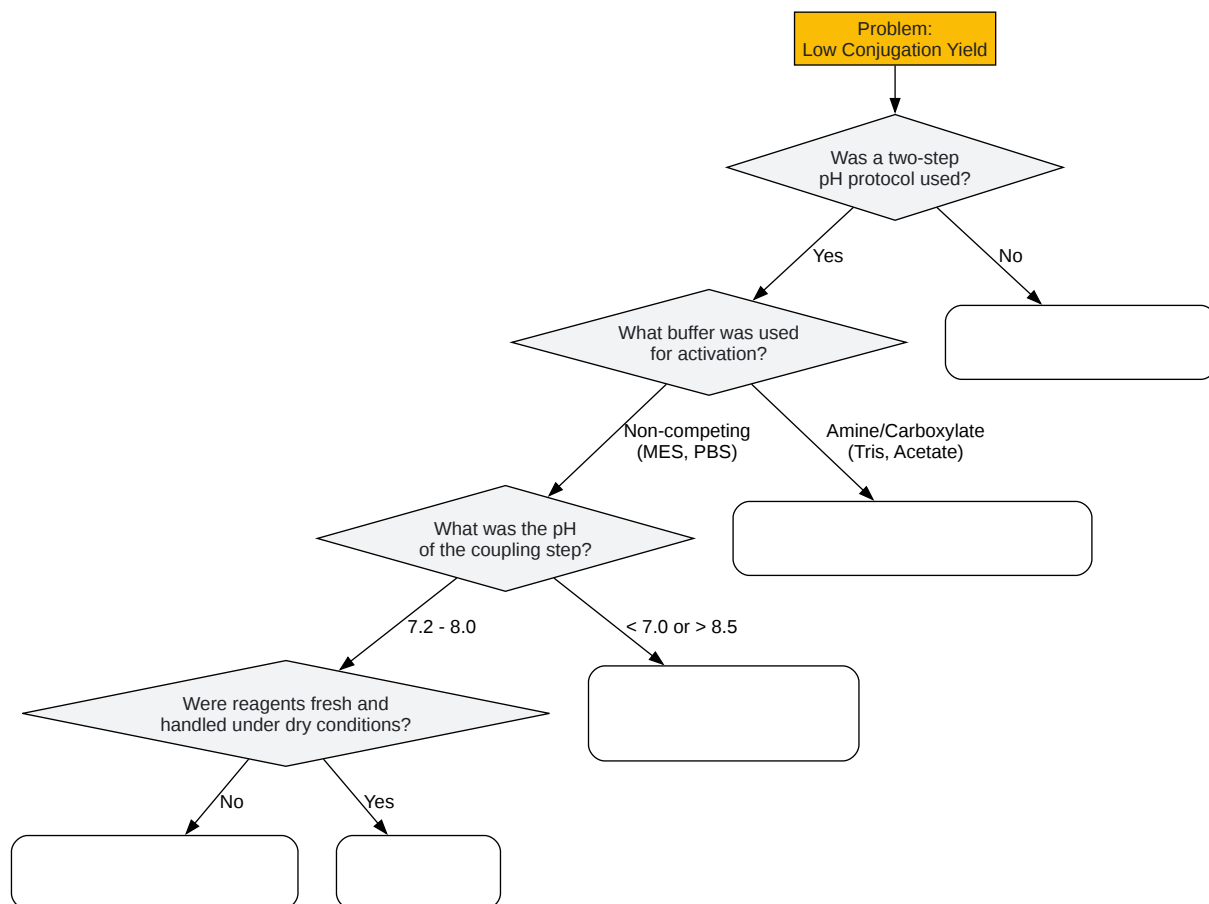 Problem:
Low Conjugation Yield
Was a two-step
pH protocol used?
Yes
No
What buffer was used
for activation?
Non-competing
(MES, PBS)
Amine/Carboxylate
(Tris, Acetate)
What was the pH
of the coupling step?
7.2 - 8.0
< 7.0 or > 8.5
Were reagents fresh and
handled under dry conditions?
No
Yes